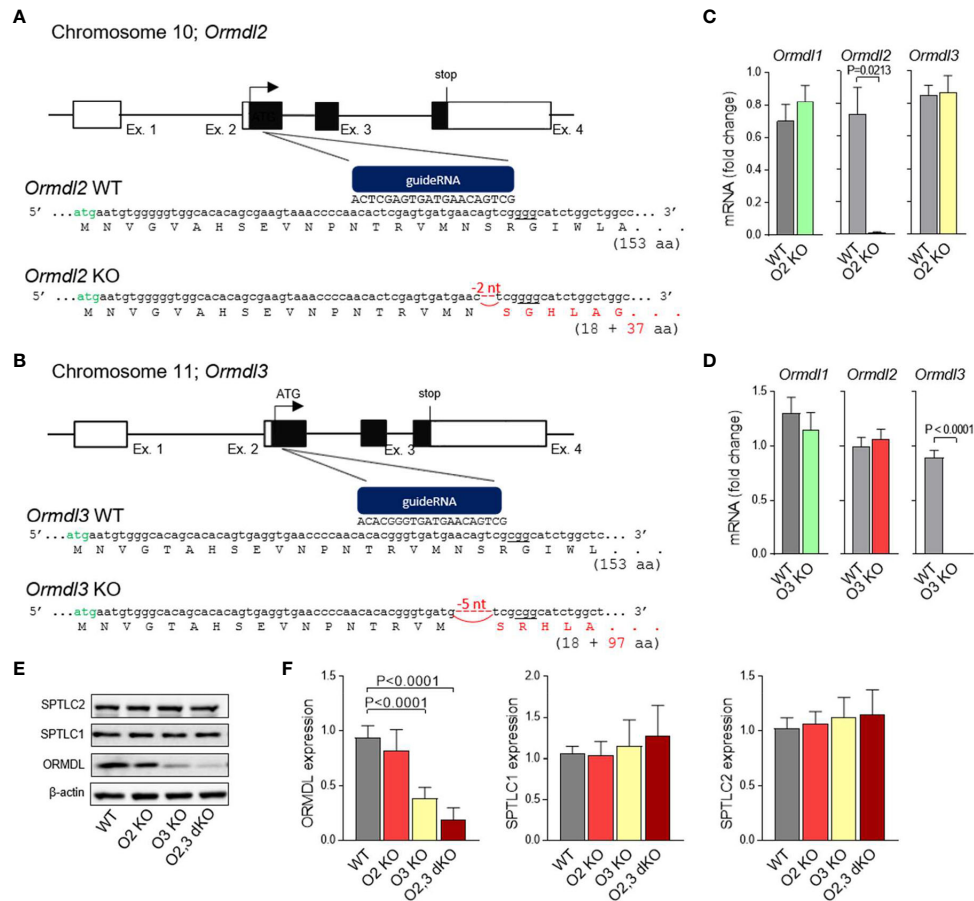 A
Chromosome 10; Ormdl2
stop
ATG
Ex. 1
Ex. 2
Ex. 3
Ex. 4
guideRNA
ACTCGAGTGATGAACAGTCG
Ormdl2 WT
5' ...atgaatgtgggggtggcacacagcgaagtaaaccccaacactcgagtgatgaacagtcggggcatctggctggcc... 3'
M N V G V A H S E V N P N T R V M N S R G I W L A . . .
(153 aa)
Ormdl2 KO
-2 nt
5' ...atgaatgtgggggtggcacacagcgaagtaaaccccaacactcgagtgatgaac--tcggggcatctggctggc... 3'
M N V G V A H S E V N P N T R V M N S G H L A G . . .
(18 + 37 aa)
B
Chromosome 11; Ormdl3
ATG
stop
Ex. 1
Ex. 2
Ex. 3
Ex. 4
guideRNA
ACACGGGTGATGAACAGTCG
Ormdl3 WT
5' ...atgaatgtgggcacagcacacagtgaggtgaaccccaacacacgggtgatgaacagtcgcggcatctggctc... 3'
M N V G T A H S E V N P N T R V M N S R G I W L . . .
(153 aa)
Ormdl3 KO
-5 nt
5' ...atgaatgtgggcacagcacacagtgaggtgaaccccaacacacgggtgatg-----tcgcggcatctggct... 3'
M N V G T A H S E V N P N T R V M S R H L A . . .
(18 + 97 aa)
C
Ormdl1
Ormdl2
Ormdl3
P=0.0213
mRNA (fold change)
1.0
0.8
0.6
0.4
0.2
0.0
WT
O2 KO
WT
O2 KO
WT
O2 KO
D
Ormdl1
Ormdl2
Ormdl3
P < 0.0001
mRNA (fold change)
1.5
1.0
0.5
0.0
WT
O3 KO
WT
O3 KO
WT
O3 KO
E
SPTLC2
SPTLC1
ORMDL
β-actin
WT
O2 KO
O3 KO
O2,3 dKO
F
P<0.0001
P<0.0001
ORMDL expression
1.5
1.0
0.5
0.0
WT
O2 KO
O3 KO
O2,3 dKO
SPTLC1 expression
2.0
1.5
1.0
0.5
0.0
WT
O2 KO
O3 KO
O2,3 dKO
SPTLC2 expression
1.5
1.0
0.5
0.0
WT
O2 KO
O3 KO
O2,3 dKO